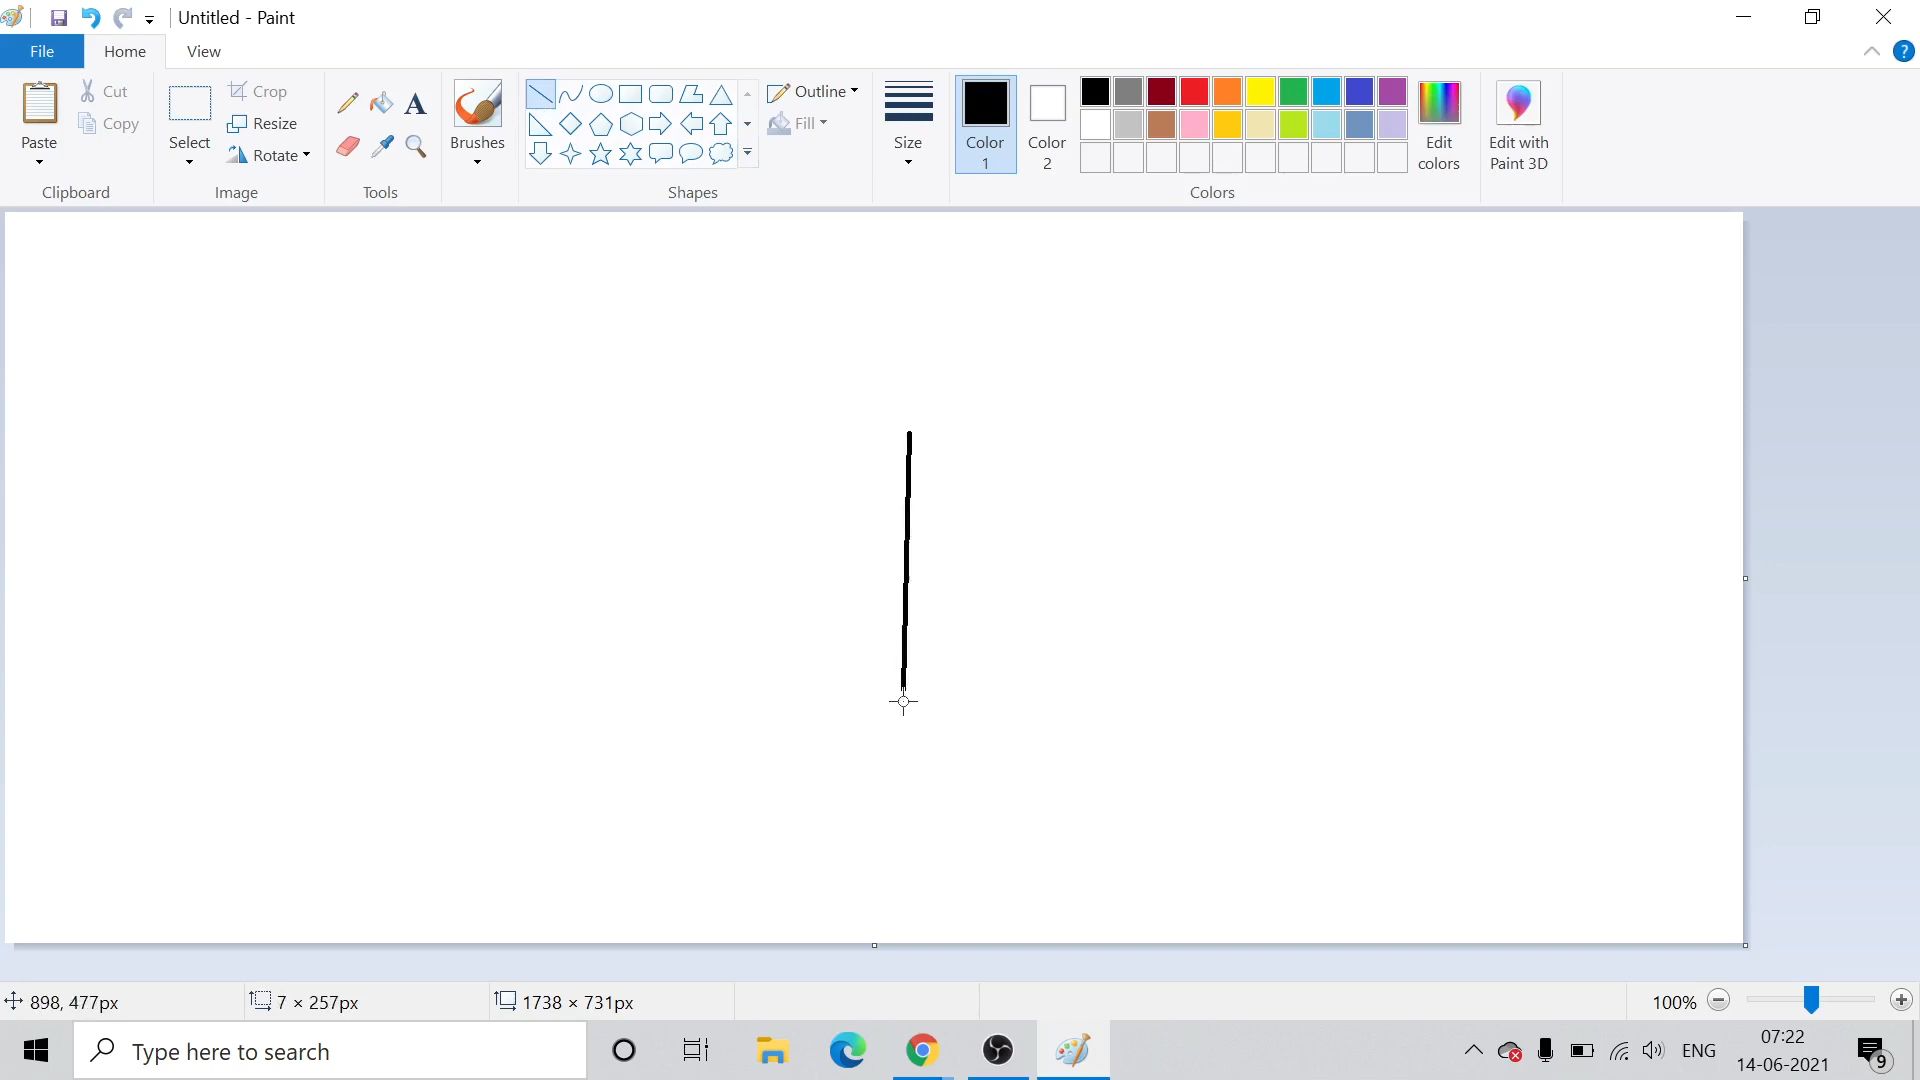 Untitled - Paint
File Home View
Paste Cut Copy
Clipboard
Select Crop Resize Rotate
Image
Tools
Brushes
Outline Fill
Shapes
Size
Color 1
Color 2
Edit colors
Colors
Edit with Paint 3D
898, 477px 7 × 257px 1738 × 731px 100%
Type here to search
ENG
07:22
14-06-2021
9